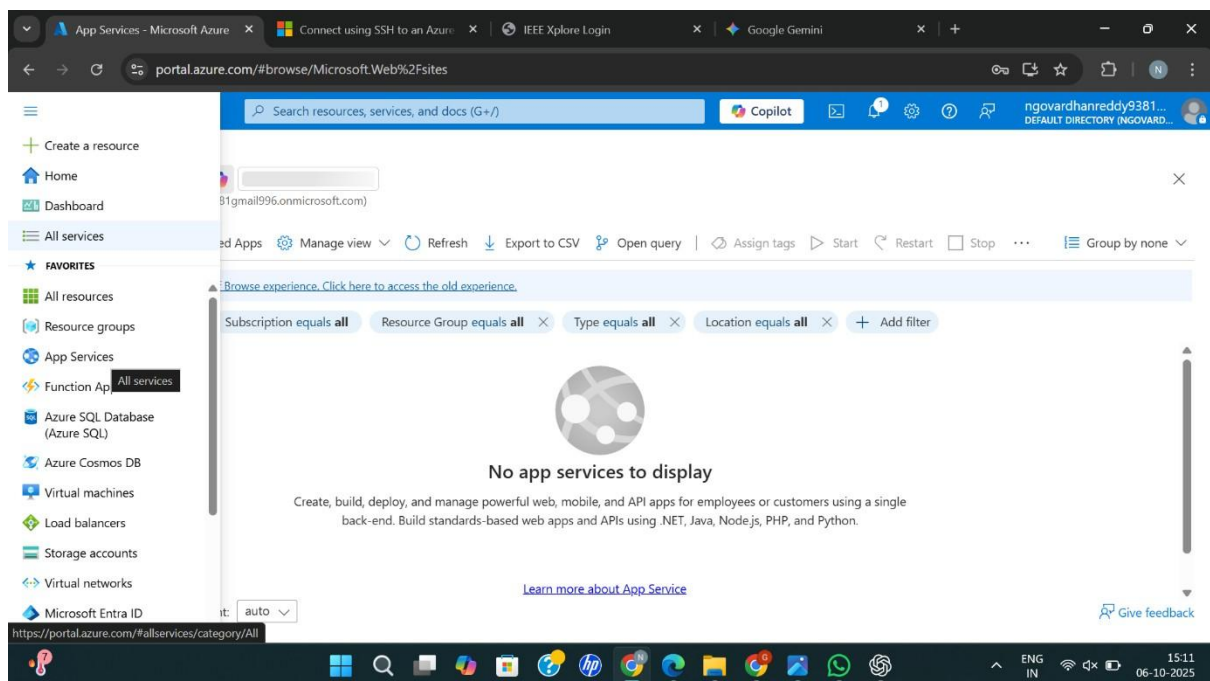 App Services - Microsoft Azure
Connect using SSH to an Azure
IEEE Xplore Login
Google Gemini
portal.azure.com/#browse/Microsoft.Web%2Fsites
N
Search resources, services, and docs (G+/)
Copilot
1
ngovardhanreddy9381...
DEFAULT DIRECTORY (NGOVARD...
Create a resource
Home
Dashboard
All services
FAVORITES
All resources
Resource groups
App Services
Function Ap
All services
Azure SQL Database
(Azure SQL)
Azure Cosmos DB
Virtual machines
Load balancers
Storage accounts
Virtual networks
Microsoft Entra ID
https://portal.azure.com/#allservices/category/All
81gmail996.onmicrosoft.com)
ed Apps Manage view Refresh Export to CSV Open query Assign tags Start Restart Stop ... Group by none
Browse experience. Click here to access the old experience.
Subscription equals all Resource Group equals all Type equals all Location equals all Add filter
No app services to display
Create, build, deploy, and manage powerful web, mobile, and API apps for employees or customers using a single
back-end. Build standards-based web apps and APIs using .NET, Java, Node.js, PHP, and Python.
Learn more about App Service
nt: auto
Give feedback
ENG
IN
15:11
06-10-2025